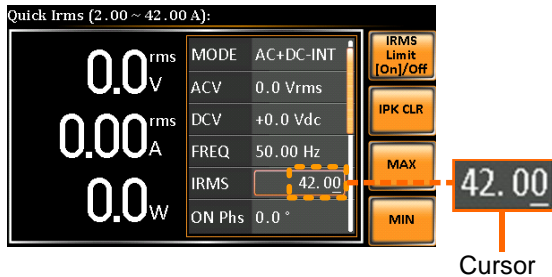 Quick Irms (2.00 ~ 42.00 A):
0.0 rms V
0.00 rms A
0.0 W
MODE AC+DC-INT
ACV 0.0 Vrms
DCV +0.0 Vdc
FREQ 50.00 Hz
IRMS 42.00
ON Phs 0.0 °
IRMS
Limit
[On]/Off
IPK CLR
MAX
MIN
42.00
Cursor